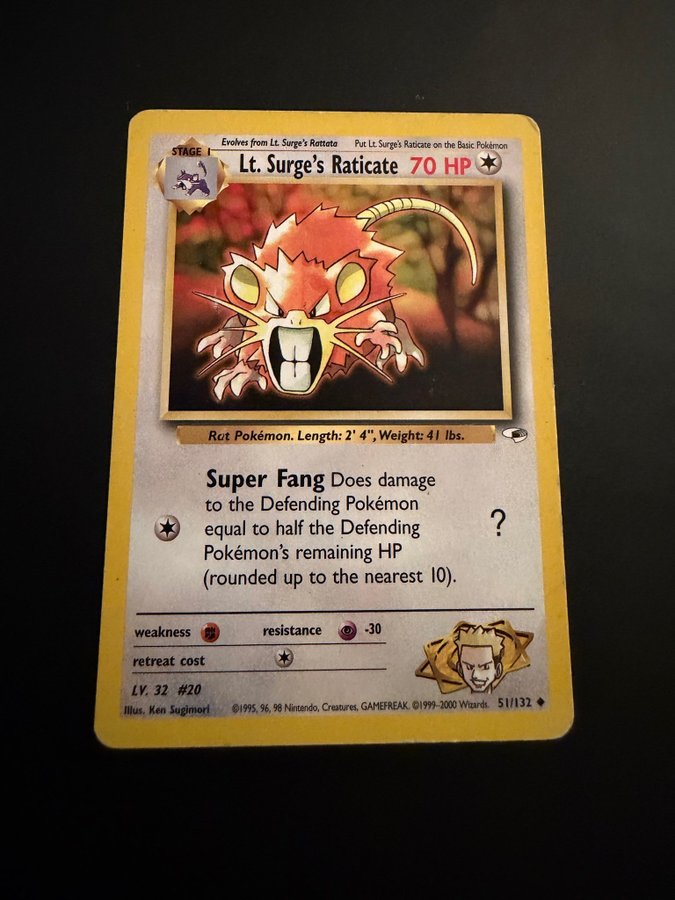 Evolves from Lt. Surge's Rattata Put Lt. Surge's Raticate on the Basic Pokémon
STAGE 1
Lt. Surge's Raticate 70 HP
Rat Pokémon. Length: 2' 4", Weight: 41 lbs.
Super Fang Does damage
to the Defending Pokémon
equal to half the Defending
Pokémon's remaining HP
(rounded up to the nearest 10).
?
weakness resistance -30
retreat cost
LV. 32 #20
Illus. Ken Sugimori ©1995, 96, 98 Nintendo, Creatures, GAMEFREAK. ©1999-2000 Wizards. 51/132